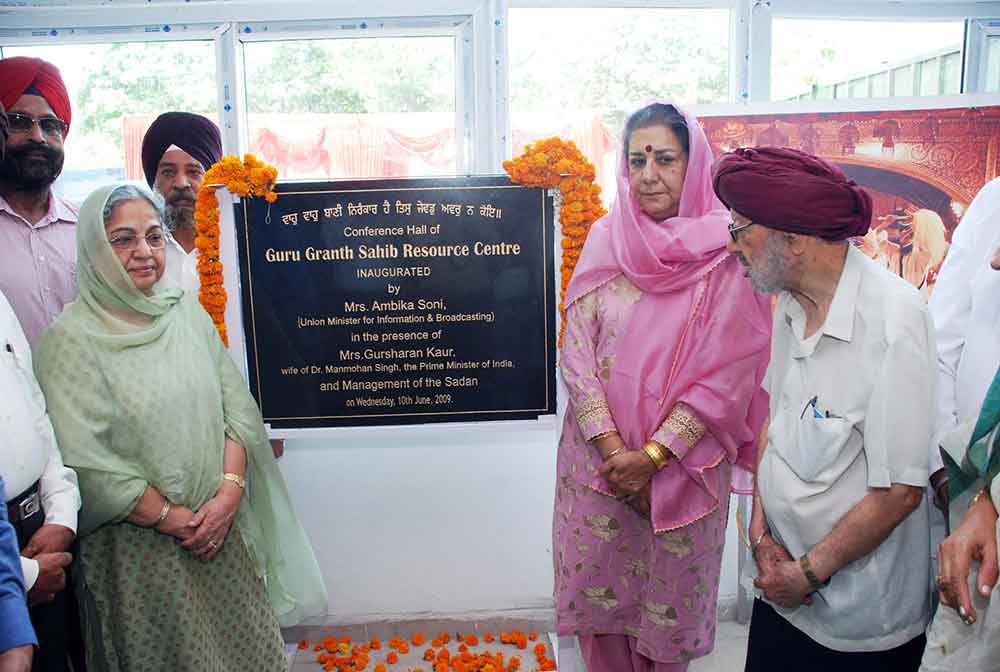 ਵਾਹੁ ਵਾਹੁ ਬਾਣੀ ਨਿਰੰਕਾਰ ਹੈ ਤਿਸੁ ਜੇਵਡੁ ਅਵਰੁ ਨ ਕੋਇ॥
Conference Hall of
Guru Granth Sahib Resource Centre
INAUGURATED
by
Mrs. Ambika Soni,
(Union Minister for Information & Broadcasting)
in the presence of
Mrs.Gursharan Kaur,
wife of Dr. Manmohan Singh, the Prime Minister of India,
and Management of the Sadan
on Wednesday, 10th June, 2009.